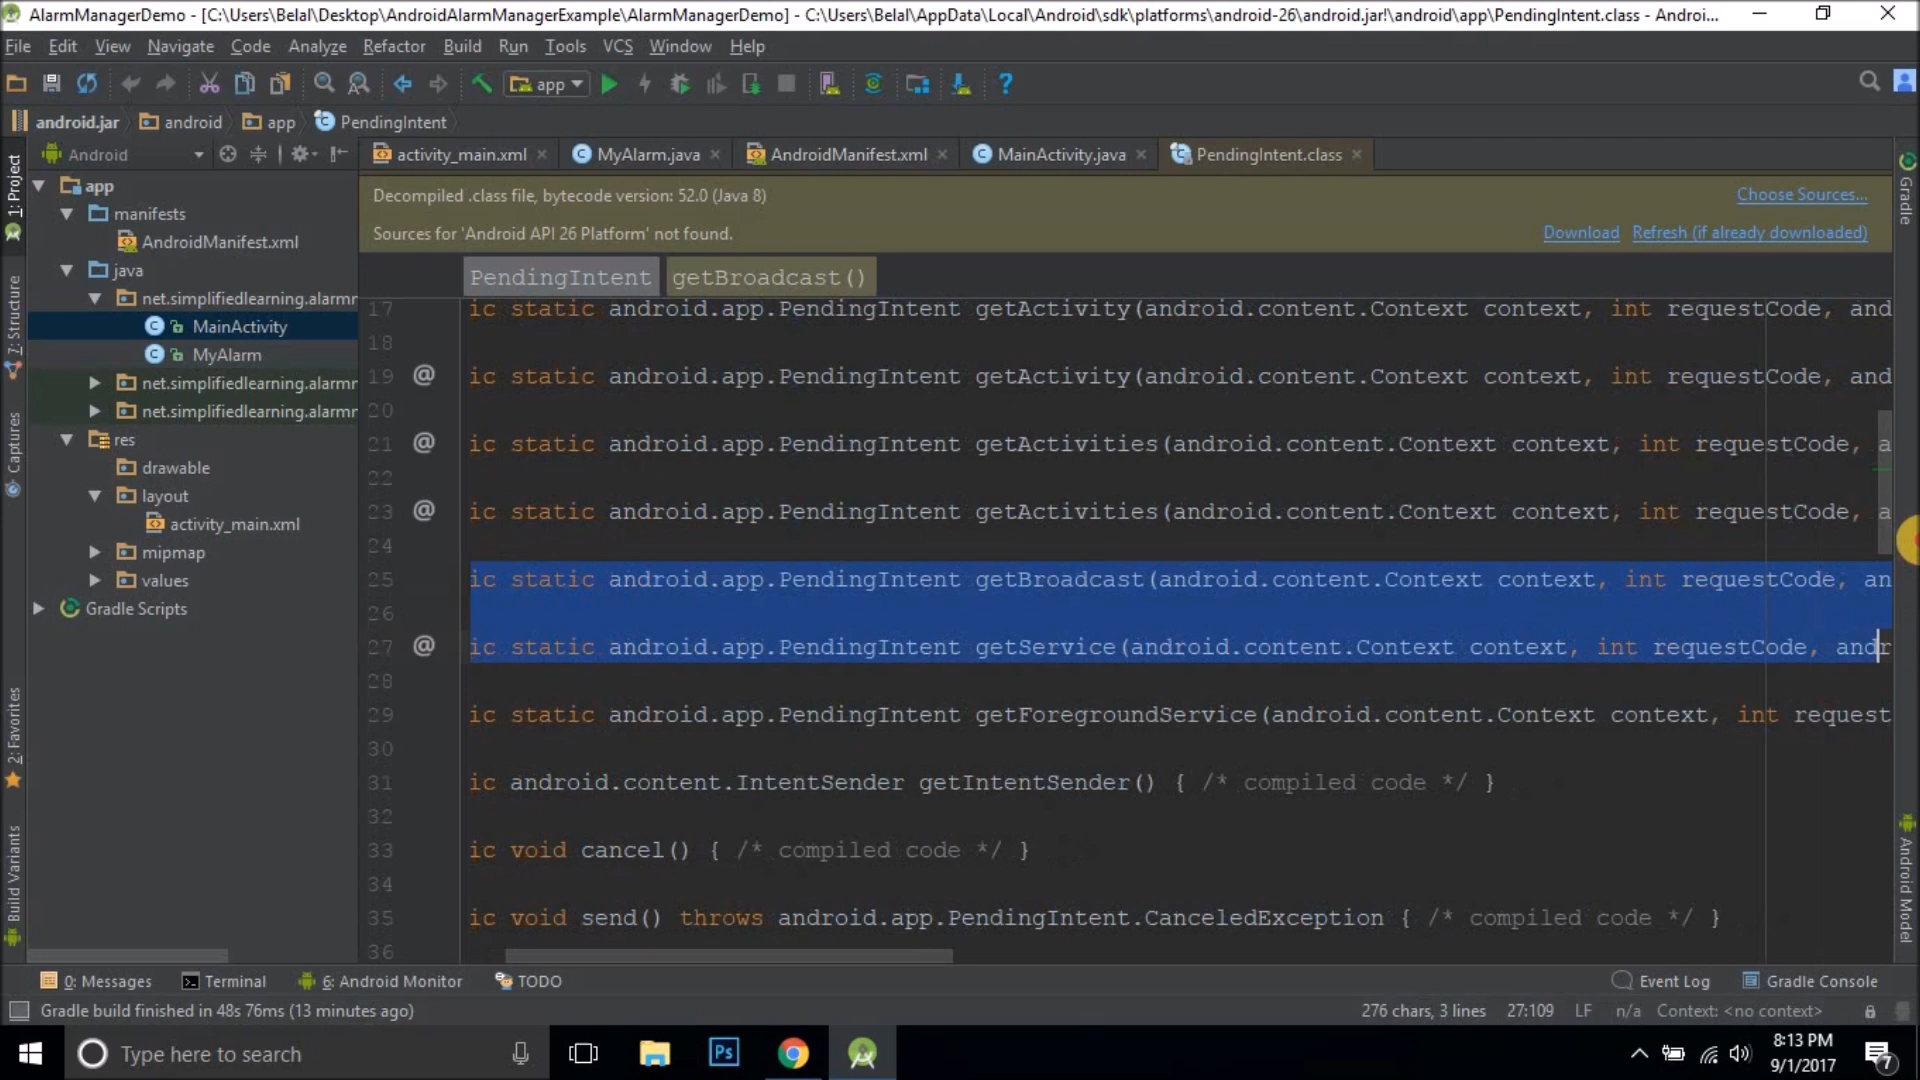 AlarmManagerDemo - [C:\Users\Belal\Desktop\AndroidAlarmManagerExample\AlarmManagerDemo] - C:\Users\Belal\AppData\Local\Android\sdk\platforms\android-26\android.jar!\android\app\PendingIntent.class - Androi...
File Edit View Navigate Code Analyze Refactor Build Run Tools VCS Window Help
app
android.jar android app PendingIntent
Android
activity_main.xml MyAlarm.java AndroidManifest.xml MainActivity.java PendingIntent.class
1: Project
7: Structure
Captures
2: Favorites
Build Variants
app
manifests
AndroidManifest.xml
java
net.simplifiedlearning.alarmr
MainActivity
MyAlarm
net.simplifiedlearning.alarmr
net.simplifiedlearning.alarmr
res
drawable
layout
activity_main.xml
mipmap
values
Gradle Scripts
Decompiled .class file, bytecode version: 52.0 (Java 8) Choose Sources...
Sources for 'Android API 26 Platform' not found. Download Refresh (if already downloaded)
PendingIntent getBroadcast()
17 ic static android.app.PendingIntent getActivity(android.content.Context context, int requestCode, and
18
19 @ ic static android.app.PendingIntent getActivity(android.content.Context context, int requestCode, and
20
21 @ ic static android.app.PendingIntent getActivities(android.content.Context context, int requestCode, a
22
23 @ ic static android.app.PendingIntent getActivities(android.content.Context context, int requestCode, a
24
25 ic static android.app.PendingIntent getBroadcast(android.content.Context context, int requestCode, an
26
27 @ ic static android.app.PendingIntent getService(android.content.Context context, int requestCode, andr
28
29 ic static android.app.PendingIntent getForegroundService(android.content.Context context, int request
30
31 ic android.content.IntentSender getIntentSender() { /* compiled code */ }
32
33 ic void cancel() { /* compiled code */ }
34
35 ic void send() throws android.app.PendingIntent.CanceledException { /* compiled code */ }
36
Gradle
Android Model
0: Messages Terminal 6: Android Monitor TODO Event Log Gradle Console
Gradle build finished in 48s 76ms (13 minutes ago) 276 chars, 3 lines 27:109 LF n/a Context: <no context>
Type here to search
Ps
8:13 PM
9/1/2017
7